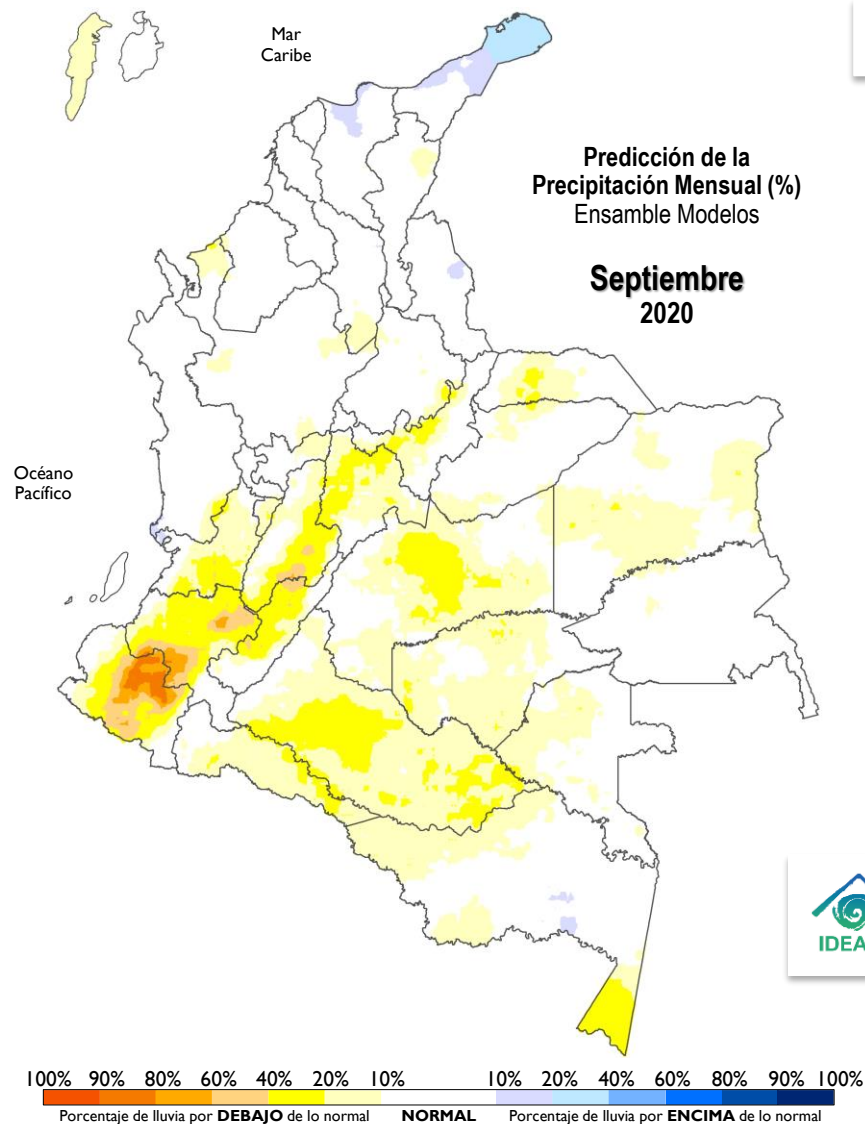 Mar
Caribe
Predicción de la
Precipitación Mensual (%)
Ensamble Modelos
Septiembre
2020
Océano
Pacífico
100% 90% 80% 60% 40% 20% 10% 10% 20% 40% 60% 80% 90% 100%
Porcentaje de lluvia por DEBAJO de lo normal NORMAL Porcentaje de lluvia por ENCIMA de lo normal